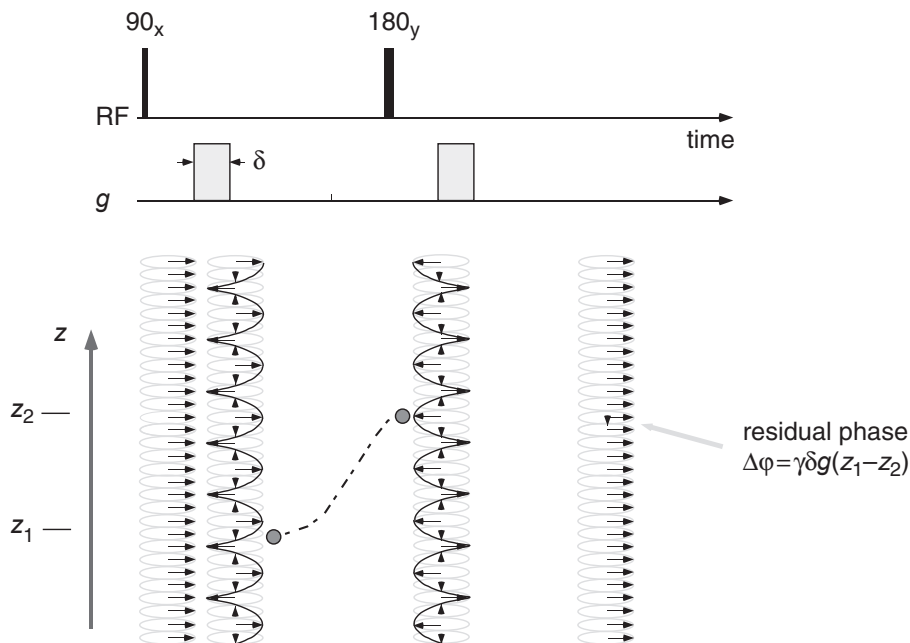 90x 180y
RF
time
δ
g
z
z2
z1
residual phase
Δφ=γδg(z1–z2)